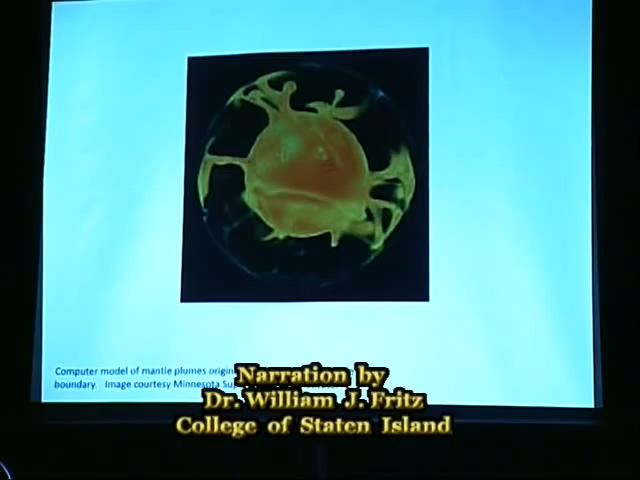 Computer model of mantle plumes
boundary. Image courtesy Minnesota
Narration by
Dr. William J. Fritz
College of Staten Island